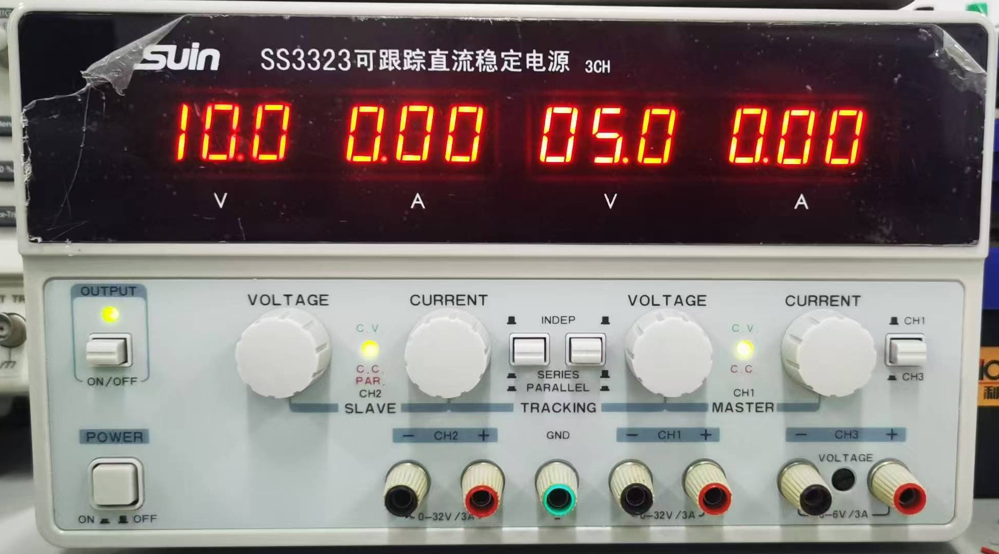 suin SS3323可跟踪直流稳定电源 3CH
10.0 0.00 05.0 0.00
V A V A
OUTPUT
VOLTAGE CURRENT VOLTAGE CURRENT
INDEP CH1
C.V C.V.
C.C. C.C
PAR.
ON/OFF SERIES CH3
PARALLEL
CH2 CH1
SLAVE TRACKING MASTER
POWER
- CH2 + GND - CH1 + - CH3 +
VOLTAGE
ON OFF
0-32V/3A 0-32V/3A -6V/3A